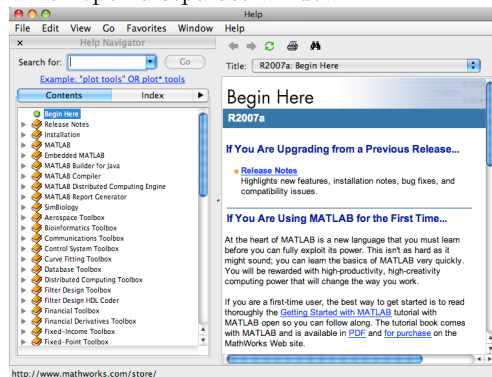 Help
File Edit View Go Favorites Window Help
Help Navigator
Search for: Go
Example: "plot tools" OR plot* tools
Contents Index
Begin Here
Release Notes
Installation
MATLAB
Embedded MATLAB
MATLAB Builder for Java
MATLAB Compiler
MATLAB Distributed Computing Engine
MATLAB Report Generator
SimBiology
Aerospace Toolbox
Bioinformatics Toolbox
Communications Toolbox
Control System Toolbox
Curve Fitting Toolbox
Database Toolbox
Distributed Computing Toolbox
Filter Design Toolbox
Filter Design HDL Coder
Financial Toolbox
Financial Derivatives Toolbox
Fixed-Income Toolbox
Fixed-Point Toolbox
Title: R2007a: Begin Here
Begin Here
R2007a
If You Are Upgrading from a Previous Release...
Release Notes
Highlights new features, installation notes, bug fixes, and
compatibility issues.
If You Are Using MATLAB for the First Time...
At the heart of MATLAB is a new language that you must learn
before you can fully exploit its power. This isn't as hard as it
might sound; you can learn the basics of MATLAB very quickly.
You will be rewarded with high-productivity, high-creativity
computing power that will change the way you work.
If you are a first-time user, the best way to get started is to read
thoroughly the Getting Started with MATLAB tutorial with
MATLAB open so you can follow along. The tutorial book comes
with MATLAB and is available in PDF and for purchase on the
MathWorks Web site.
http://www.mathworks.com/store/